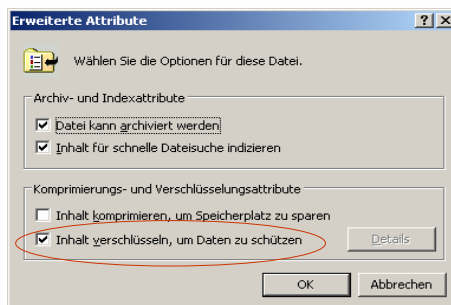 Erweiterte Attribute
Wählen Sie die Optionen für diese Datei.
Archiv- und Indexattribute
Datei kann archiviert werden
Inhalt für schnelle Dateisuche indizieren
Komprimierungs- und Verschlüsselungsattribute
Inhalt komprimieren, um Speicherplatz zu sparen
Inhalt verschlüsseln, um Daten zu schützen
Details
OK Abbrechen